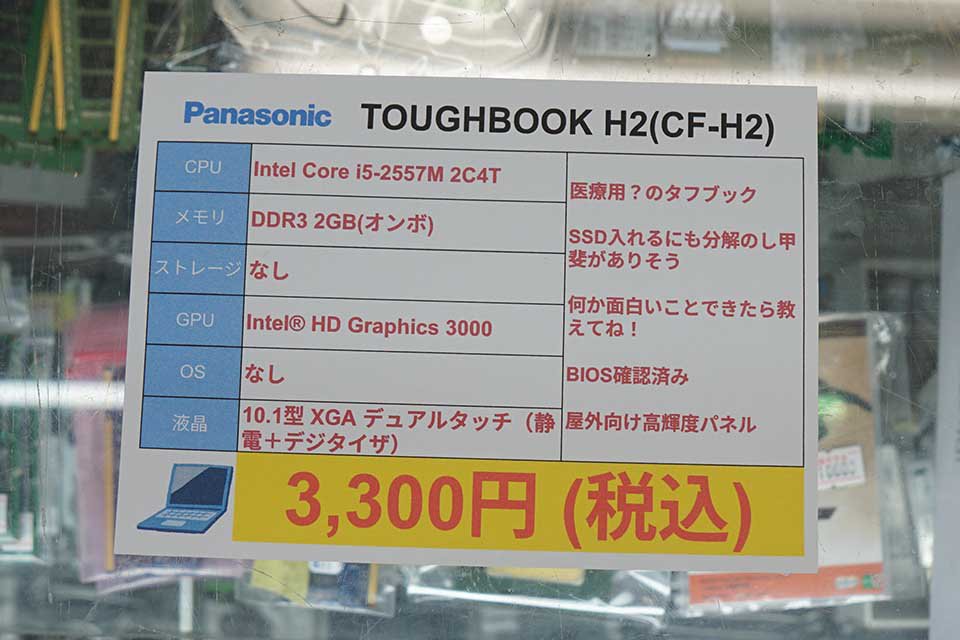 Panasonic TOUGHBOOK H2(CF-H2)
CPU Intel Core i5-2557M 2C4T
メモリ DDR3 2GB(オンボ)
ストレージ なし
GPU Intel® HD Graphics 3000
OS なし
液晶 10.1型 XGA デュアルタッチ（静
電＋デジタイザ）
医療用？のタフブック
SSD入れるにも分解のし甲
斐がありそう
何か面白いことできたら教
えてね！
BIOS確認済み
屋外向け高輝度パネル
3,300円 (税込)